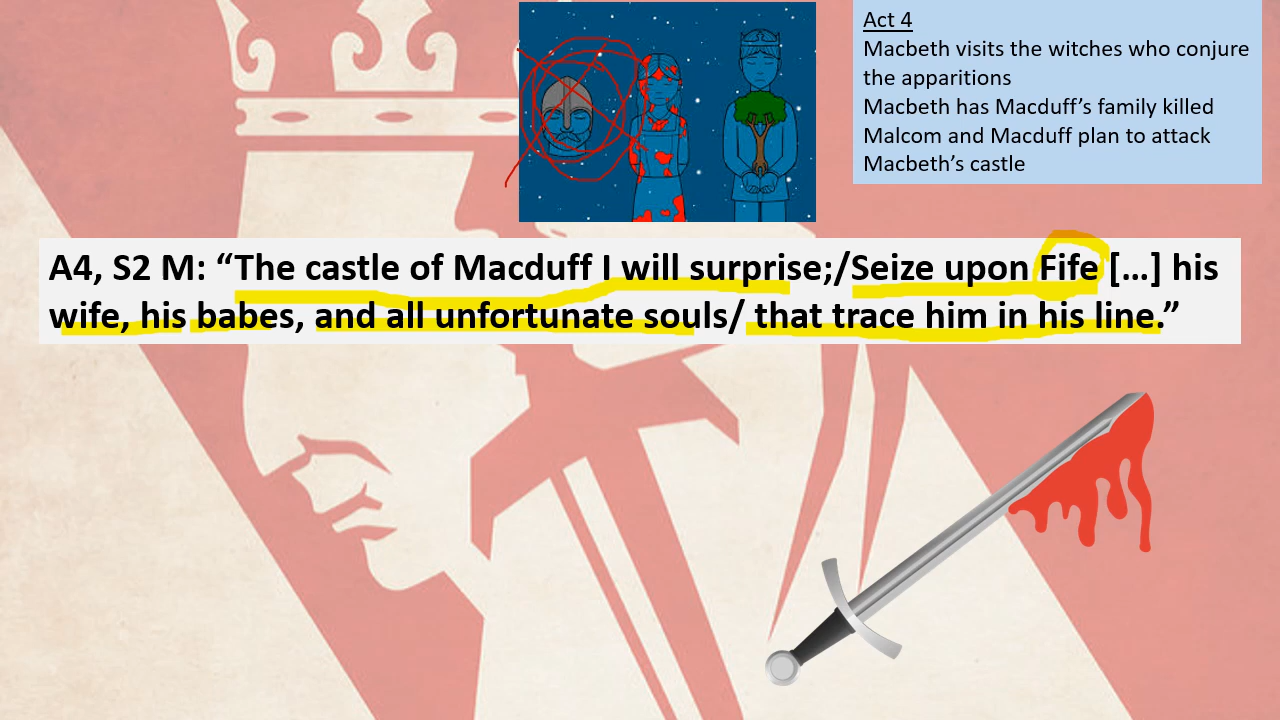 Act 4
Macbeth visits the witches who conjure
the apparitions
Macbeth has Macduff’s family killed
Malcom and Macduff plan to attack
Macbeth’s castle
A4, S2 M: “The castle of Macduff I will surprise;/Seize upon Fife […] his
wife, his babes, and all unfortunate souls/ that trace him in his line.”